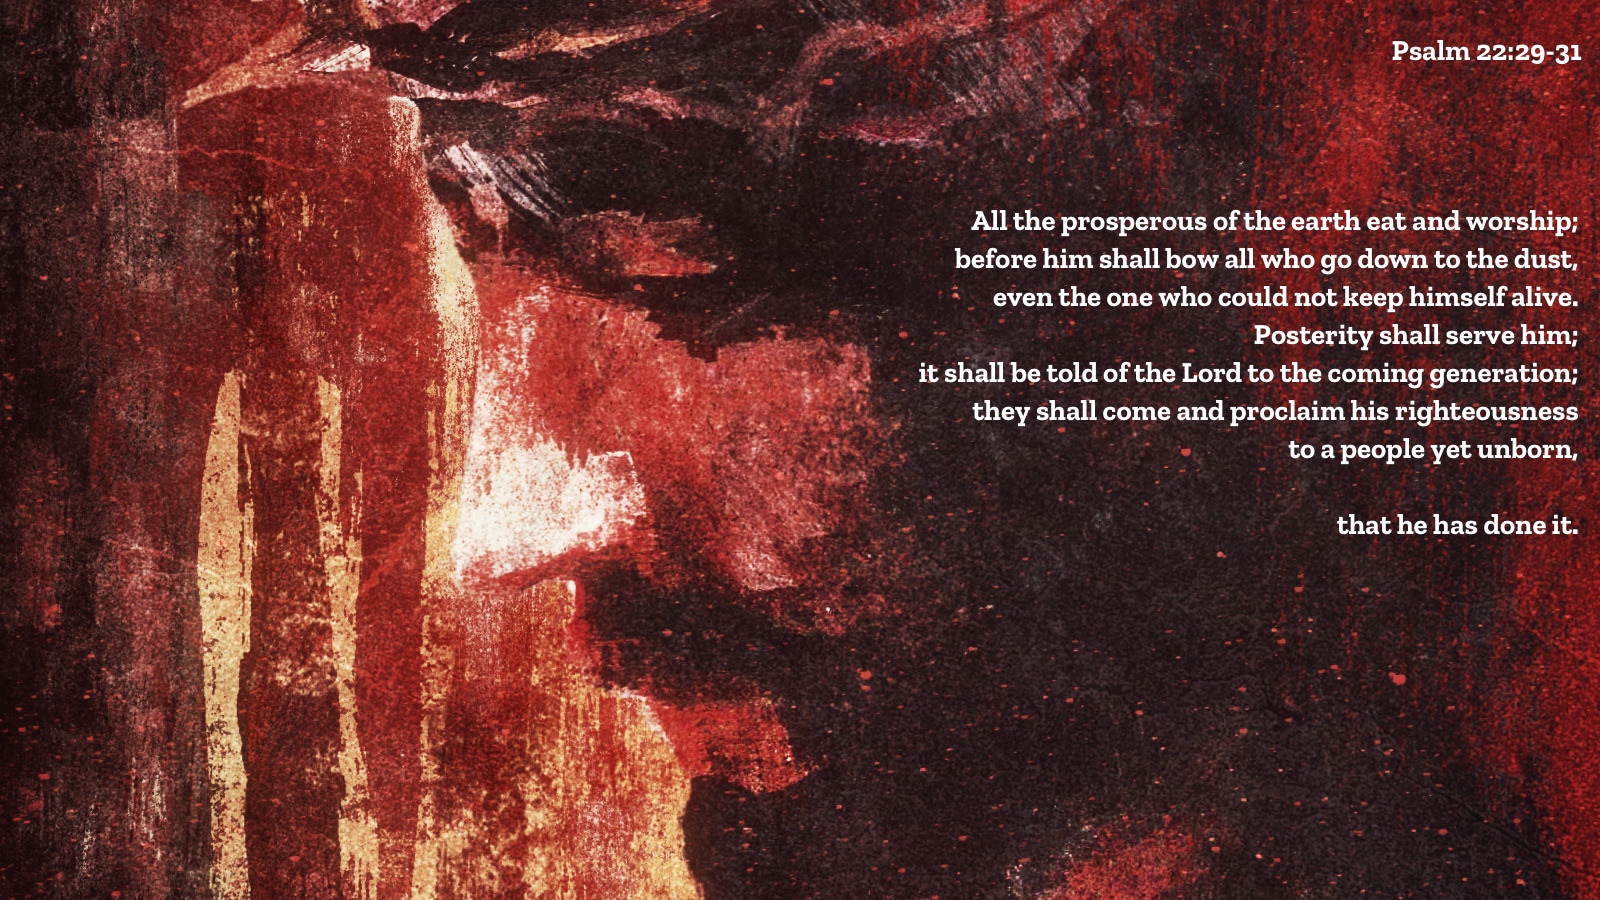 Psalm 22:29-31
All the prosperous of the earth eat and worship;
before him shall bow all who go down to the dust,
even the one who could not keep himself alive.
Posterity shall serve him;
it shall be told of the Lord to the coming generation;
they shall come and proclaim his righteousness
to a people yet unborn,
that he has done it.